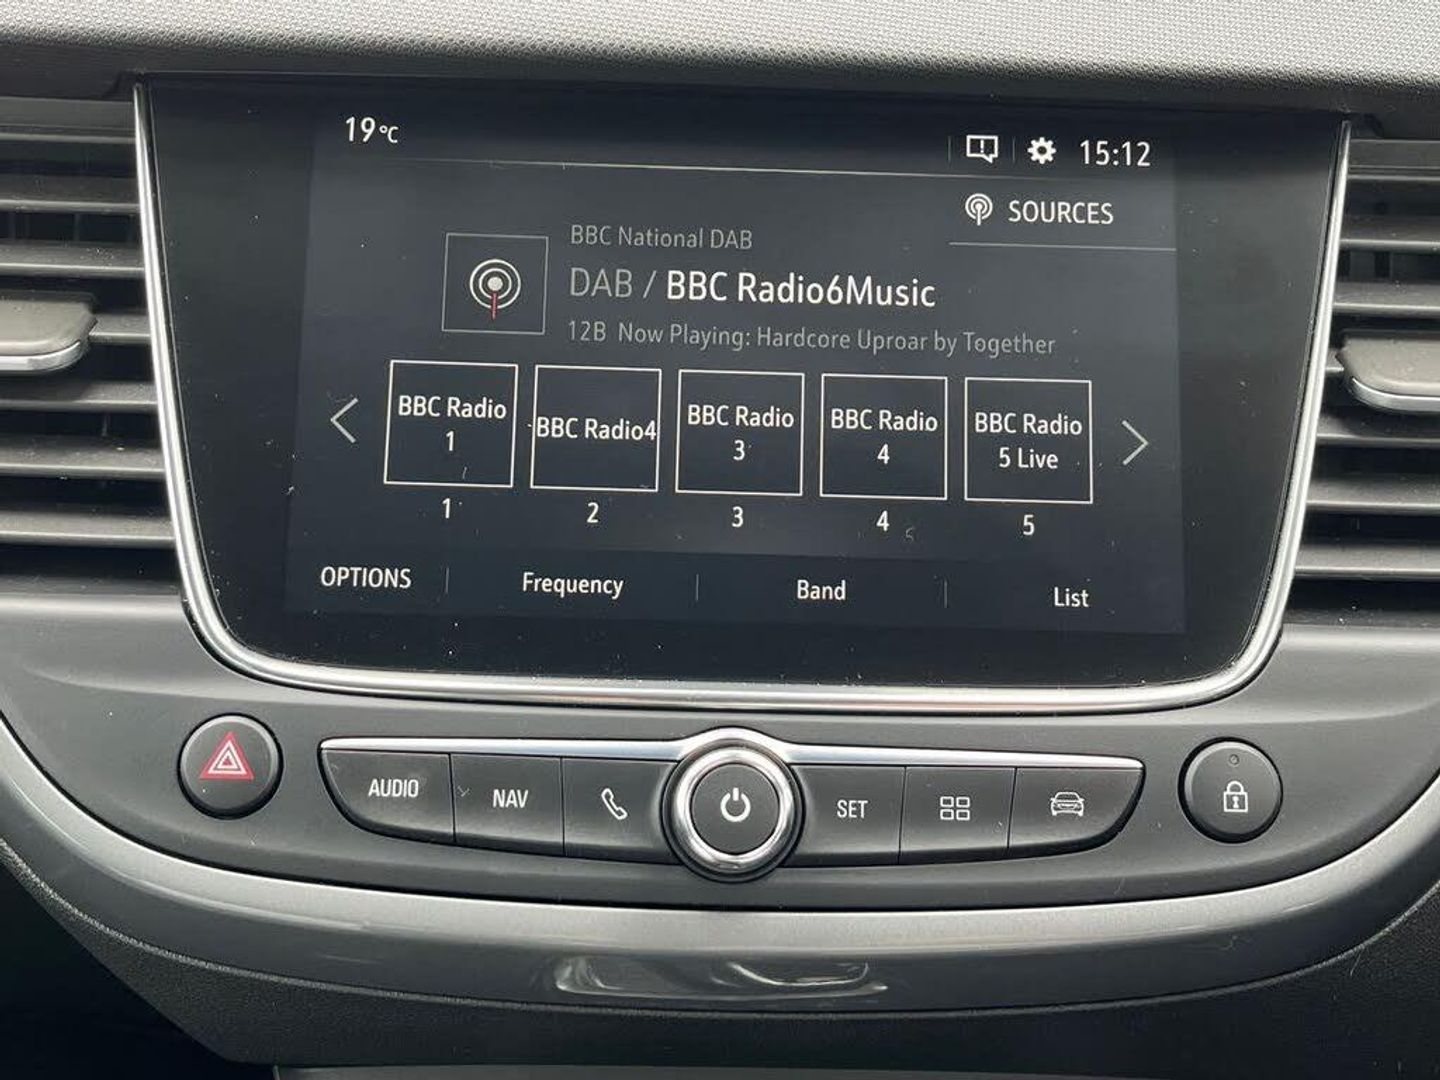 19°C
15:12
SOURCES
BBC National DAB
DAB / BBC Radio6Music
12B Now Playing: Hardcore Uproar by Together
BBC Radio
1
BBC Radio4
BBC Radio
3
BBC Radio
4
BBC Radio
5 Live
1 2 3 4 5
OPTIONS Frequency Band List
AUDIO NAV SET